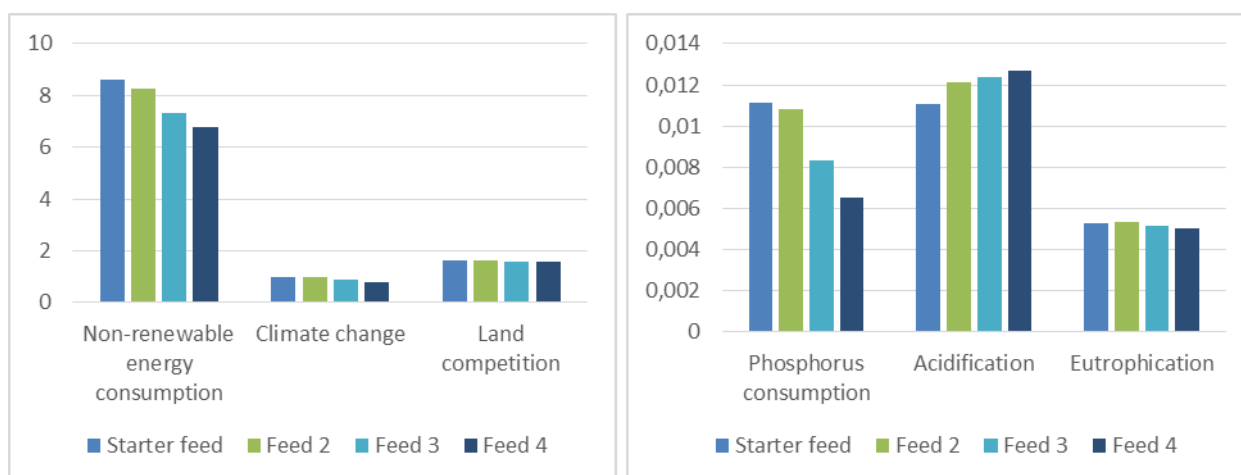 10
8
6
4
2
0
Non-renewable
energy
consumption
Climate change
Land
competition
Starter feed Feed 2 Feed 3 Feed 4
0,014
0,012
0,01
0,008
0,006
0,004
0,002
0
Phosphorus
consumption
Acidification
Eutrophication
Starter feed Feed 2 Feed 3 Feed 4